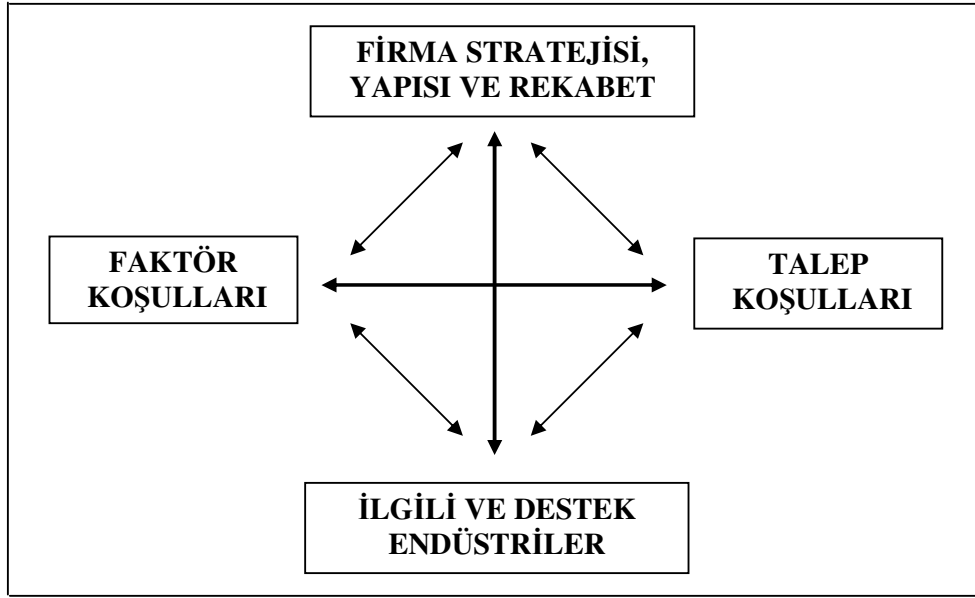 FİRMA STRATEJİSİ,
YAPISI VE REKABET
FAKTÖR
KOŞULLARI
TALEP
KOŞULLARI
İLGİLİ VE DESTEK
ENDÜSTRİLER